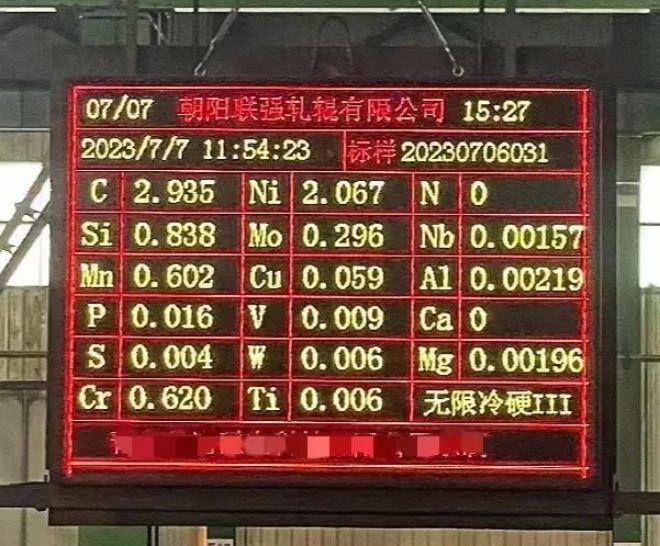 07/07 朝阳联强轧辊有限公司 15:27
2023/7/7 11:54:23 标样 20230706031
C 2.935 Ni 2.067 N 0
Si 0.838 Mo 0.296 Nb 0.00157
Mn 0.602 Cu 0.059 Al 0.00219
P 0.016 V 0.009 Ca 0
S 0.004 W 0.006 Mg 0.00196
Cr 0.620 Ti 0.006 无限冷硬III